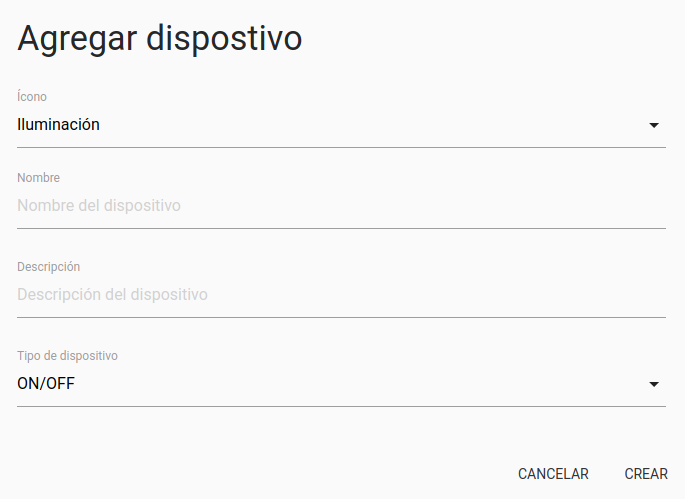 Agregar dispostivo
Ícono
Iluminación
Nombre
Nombre del dispositivo
Descripción
Descripción del dispositivo
Tipo de dispositivo
ON/OFF
CANCELAR CREAR